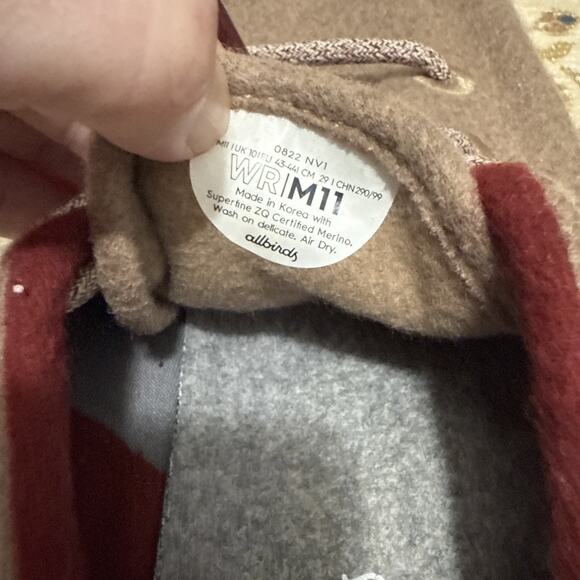 0822 NV1
M11 | UK 10 | EU 43-44 | CM 29 | CHN 290/99
WR|M11
Made in Korea with
Superfine ZQ Certified Merino.
Wash on delicate. Air Dry.
allbirds